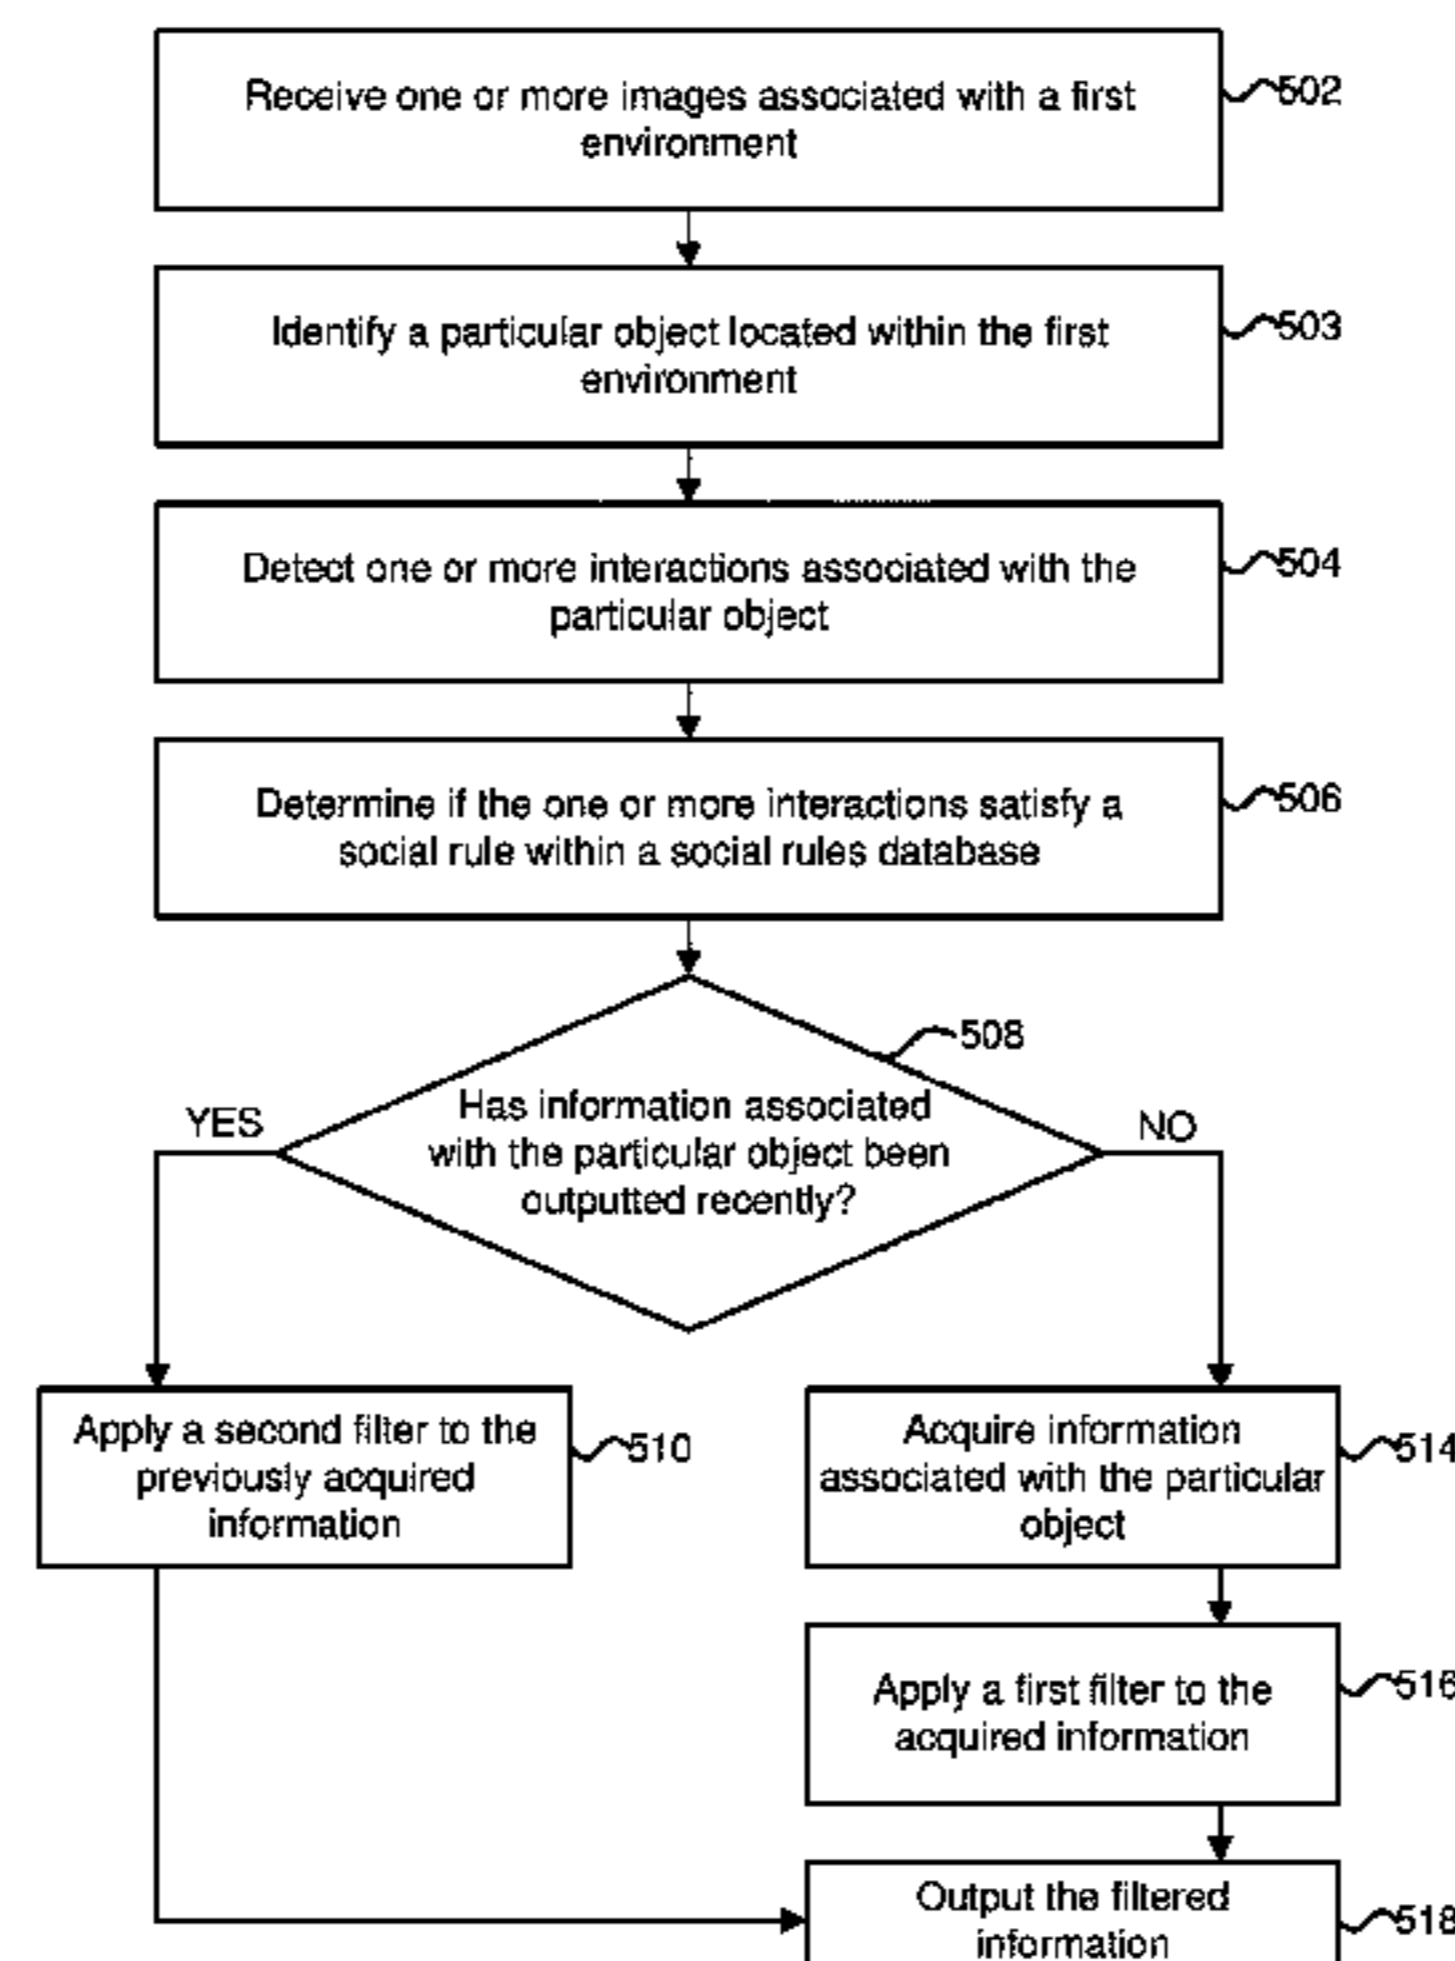 Receive one or more images associated with a first
environment
502
Identify a particular object located within the first
environment
503
Detect one or more interactions associated with the
particular object
504
Determine if the one or more interactions satisfy a
social rule within a social rules database
506
508
Has information associated
with the particular object been
outputted recently?
YES
NO
Apply a second filter to the
previously acquired
information
510
Acquire information
associated with the particular
object
514
Apply a first filter to the
acquired information
516
Output the filtered
information
518